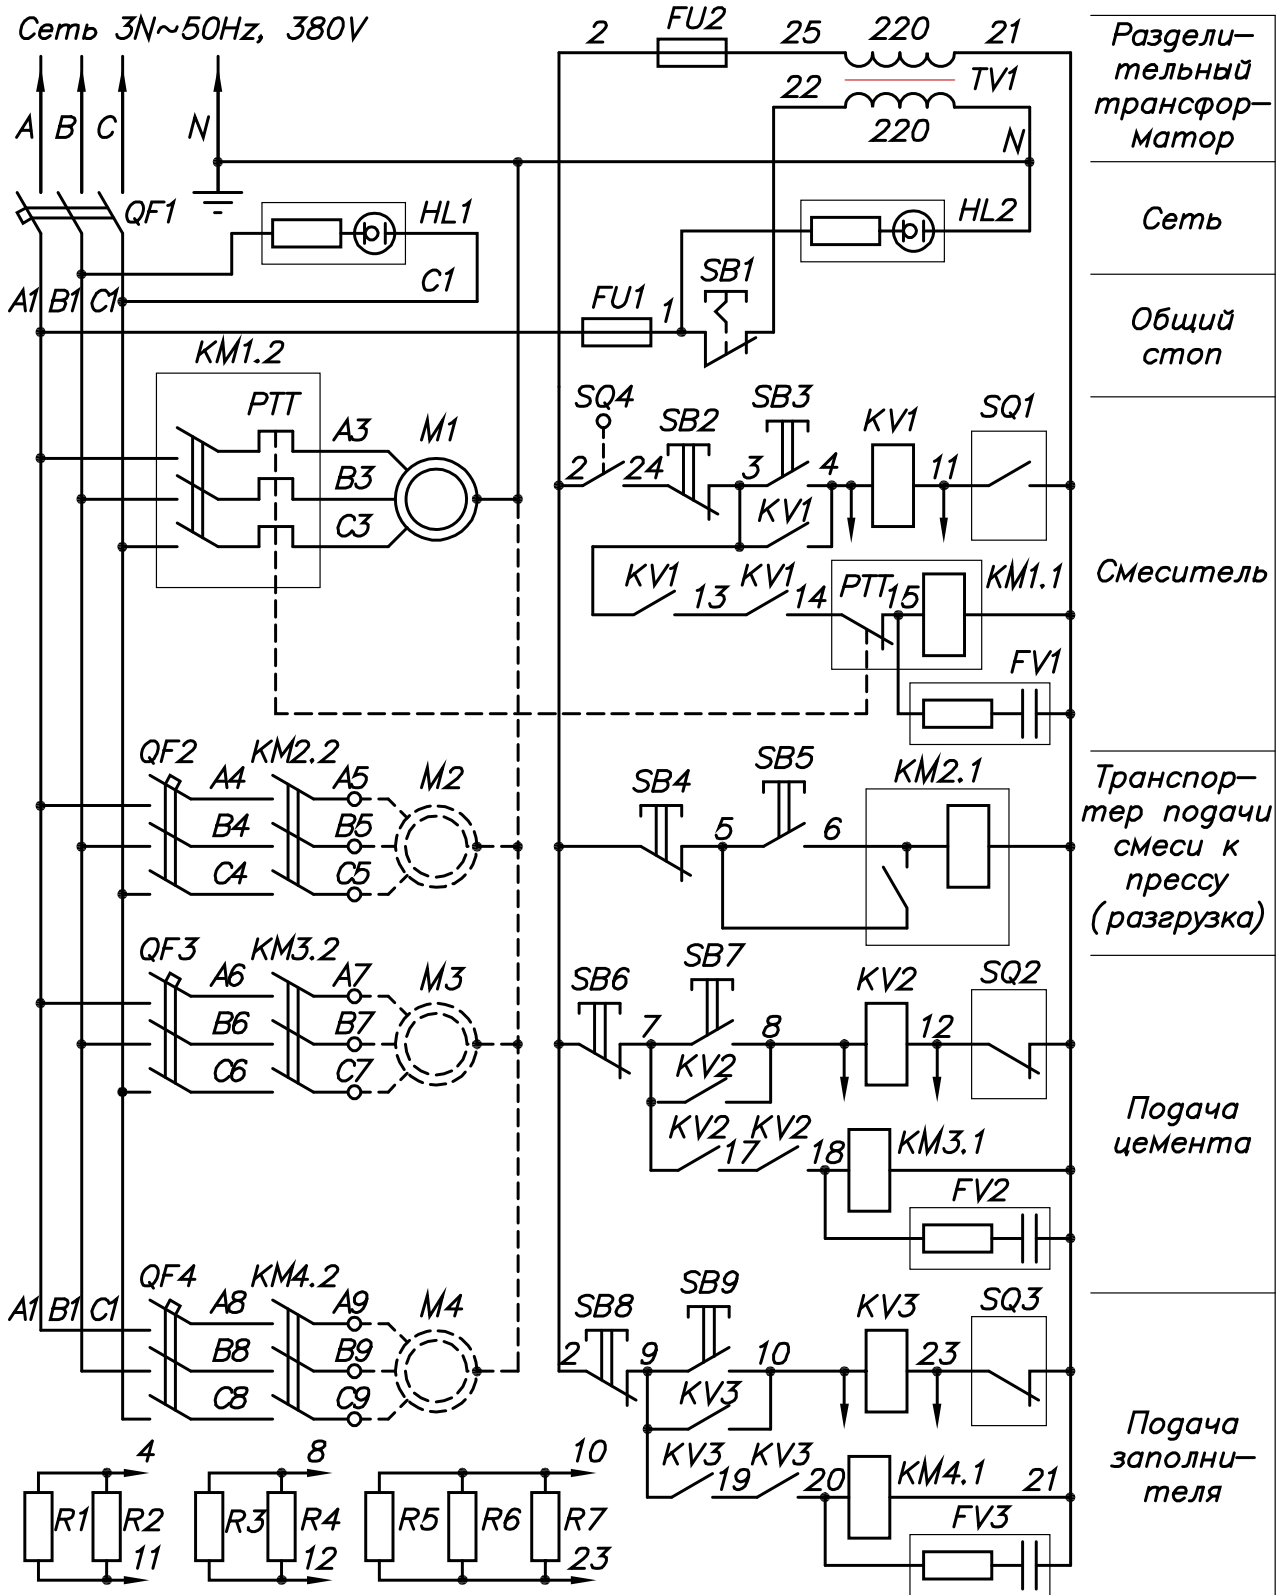 Сеть 3N~50Hz, 380V
A B C N
QF1
HL1
C1
A1 B1 C1
KM1.2
РТТ
A3
B3
C3
M1
QF2
A4
B4
C4
KM2.2
A5
B5
C5
M2
QF3
A6
B6
C6
KM3.2
A7
B7
C7
M3
A1 B1 C1
QF4
A8
B8
C8
KM4.2
A9
B9
C9
M4
4
R1 R2
11
8
R3 R4
12
10
R5 R6 R7
23
2 FU2 25 220 21
TV1
22
220
N
HL2
SB1
FU1 1
SQ4 SB2 SB3 KV1 SQ1
2 24 3 4 11
KV1
KV1 13 KV1 14 РТТ 15 KM1.1
FV1
SB4 5 SB5 6 KM2.1
SB6 7 SB7 8 KV2 12 SQ2
KV2
KV2 17 KV2 18 KM3.1
FV2
2 SB8 9 SB9 10 KV3 23 SQ3
KV3
KV3 19 KV3 20 KM4.1 21
FV3
Раздели-
тельный
трансфор-
матор
Сеть
Общий
стоп
Смеситель
Транспор-
тер подачи
смеси к
прессу
(разгрузка)
Подача
цемента
Подача
заполни-
теля